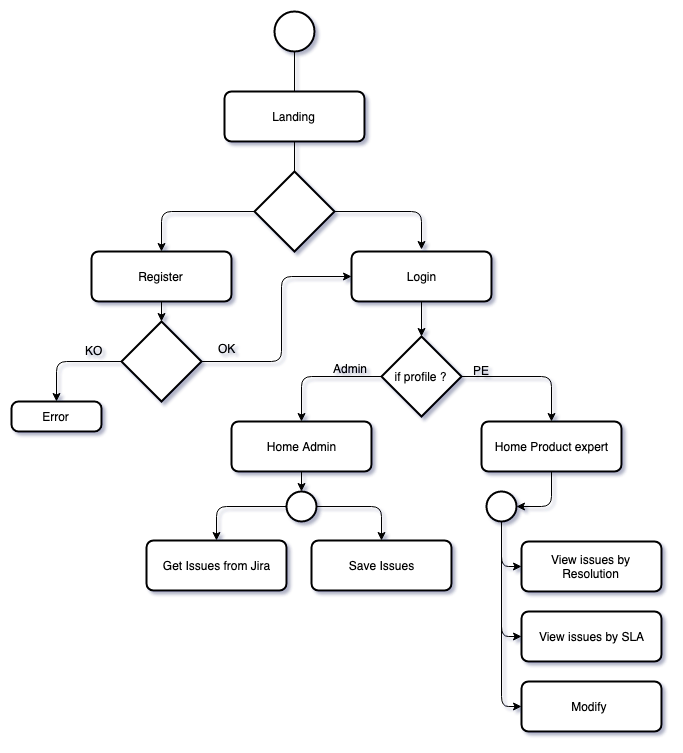 Landing
Register
Login
KO
OK
Admin
if profile ?
PE
Error
Home Admin
Home Product expert
Get Issues from Jira
Save Issues
View issues by
Resolution
View issues by SLA
Modify